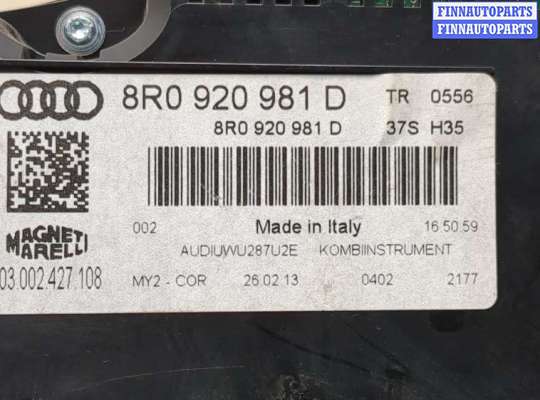 FINNAUTOPARTS
FINNAUTOPARTS
8R0 920 981 D TR 0556
8R0 920 981 D 37S H35
002 Made in Italy 16:50:59
AUDIUWU287U2E KOMBIINSTRUMENT
MAGNETI
MARELLI
03.002.427.108 MY2 - COR 26.02.13 0402 2177